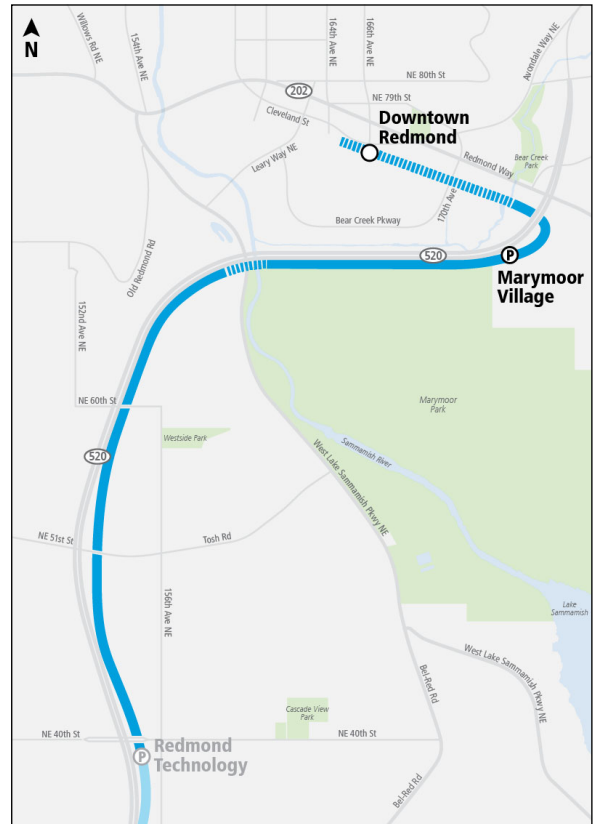 N
Willows Rd NE
154th Ave NE
164th Ave NE
166th Ave NE
Avondale Way NE
NE 80th St
202
NE 79th St
Cleveland St
Downtown
Redmond
Redmond Way
Leary Way NE
Bear Creek
Park
170th Ave
Bear Creek Pkway
520
P
Marymoor
Village
Old Redmond Rd
152nd Ave NE
Marymoor
Park
NE 60th St
Westside Park
520
Sammamish River
West Lake Sammamish Pkwy NE
NE 51st St
Tosh Rd
156th Ave NE
Lake
Sammamish
West Lake Sammamish Pkwy NE
Bel-Red Rd
Cascade View
Park
NE 40th St
NE 40th St
P
Redmond
Technology
Bel-Red Rd